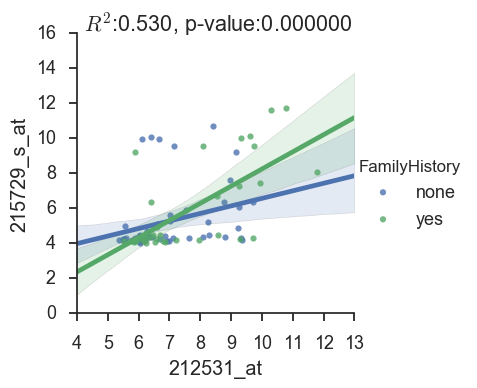 R²:0.530, p-value:0.000000
16
14
12
10
8
6
4
2
0
215729_s_at
4 5 6 7 8 9 10 11 12 13
212531_at
FamilyHistory
none
yes